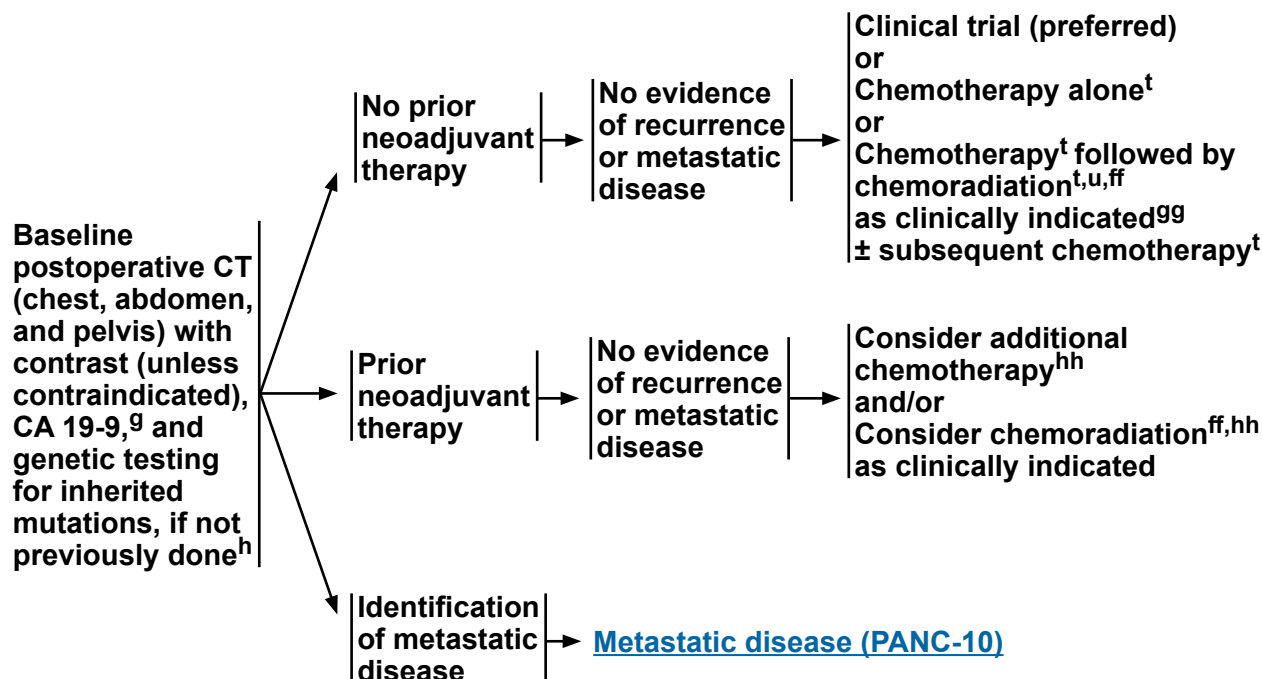 Baseline
postoperative CT
(chest, abdomen,
and pelvis) with
contrast (unless
contraindicated),
CA 19-9,g and
genetic testing
for inherited
mutations, if not
previously doneh
No prior
neoadjuvant
therapy
No evidence
of recurrence
or metastatic
disease
Clinical trial (preferred)
or
Chemotherapy alonet
or
Chemotherapyt followed by
chemoradiationt,u,ff
as clinically indicatedgg
± subsequent chemotherapyt
Prior
neoadjuvant
therapy
No evidence
of recurrence
or metastatic
disease
Consider additional
chemotherapyhh
and/or
Consider chemoradiationff,hh
as clinically indicated
Identification
of metastatic
disease
Metastatic disease (PANC-10)